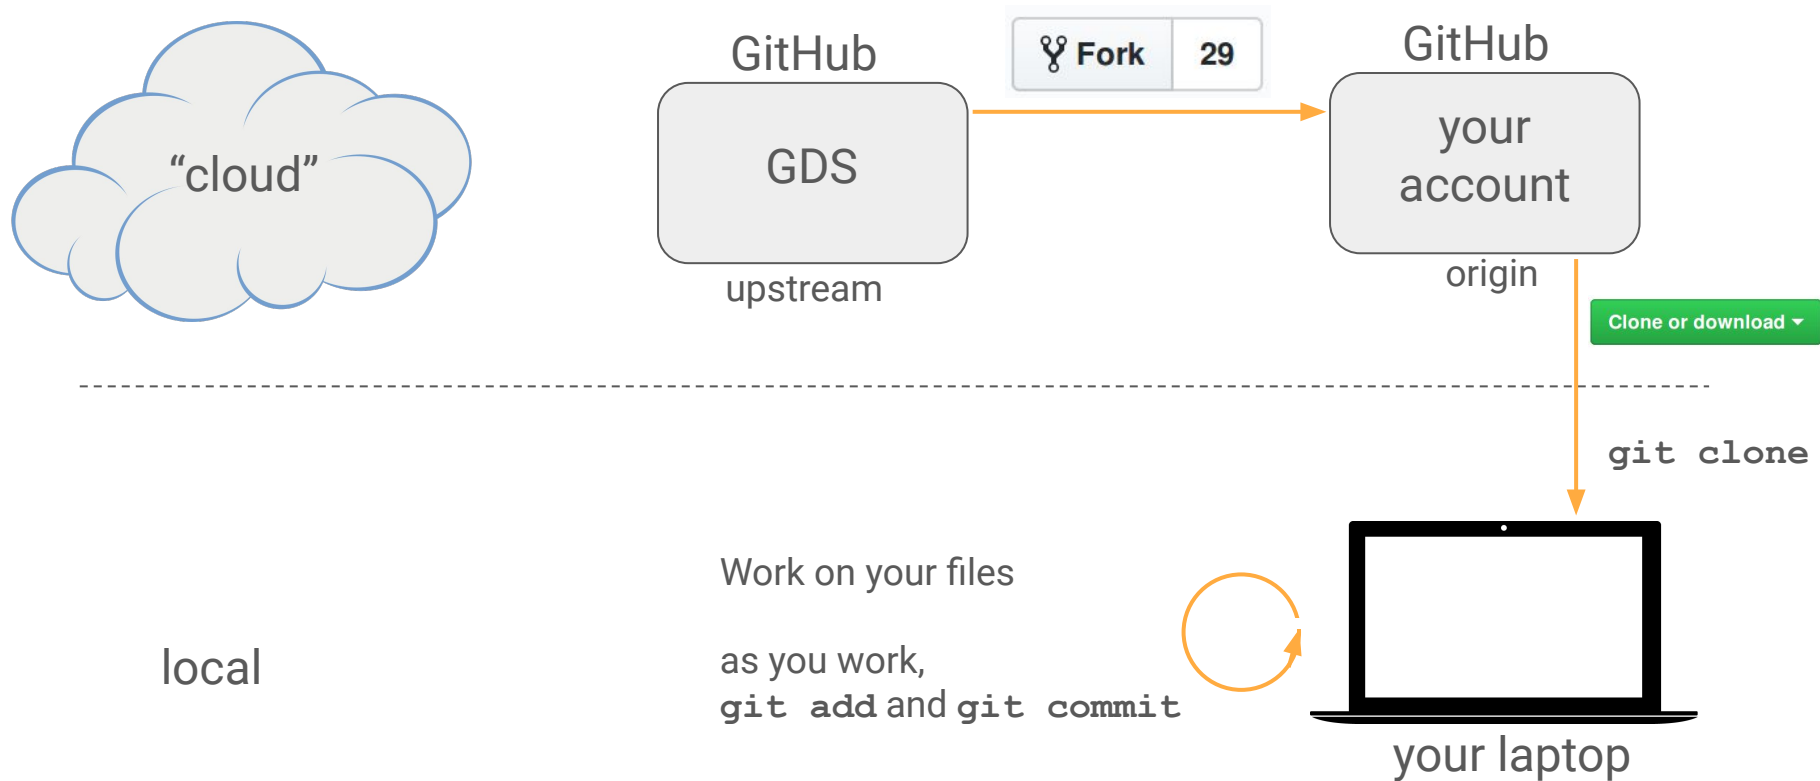 GitHub
Fork 29
GitHub
“cloud”
GDS
your
account
upstream
origin
Clone or download
git clone
Work on your files
as you work,
git add and git commit
local
your laptop